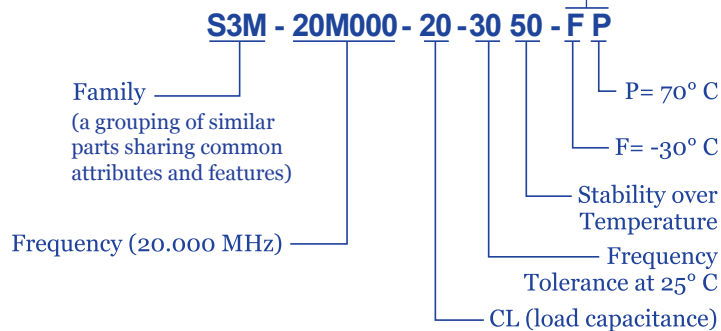 S3M - 20M000 - 20 -30 50 - F P
Family
(a grouping of similar
parts sharing common
attributes and features)
P= 70° C
F= -30° C
Stability over
Temperature
Frequency (20.000 MHz)
Frequency
Tolerance at 25° C
CL (load capacitance)